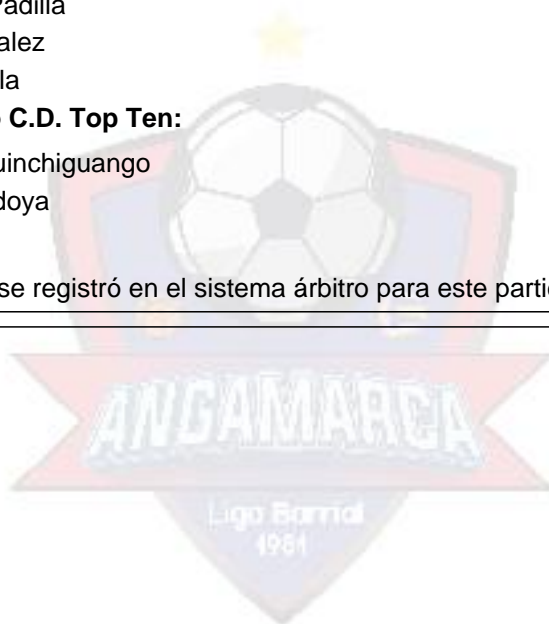 Padilla
alez
la
C.D. Top Ten:
uinchiguango
doya
se registró en el sistema árbitro para este parti
ANGAMARCA
Liga Barrial
1981